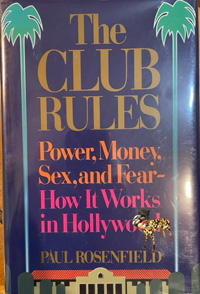 The
CLUB
RULES
Power, Money,
Sex, and Fear-
How It Works
in Hollywood
PAUL ROSENFIELD